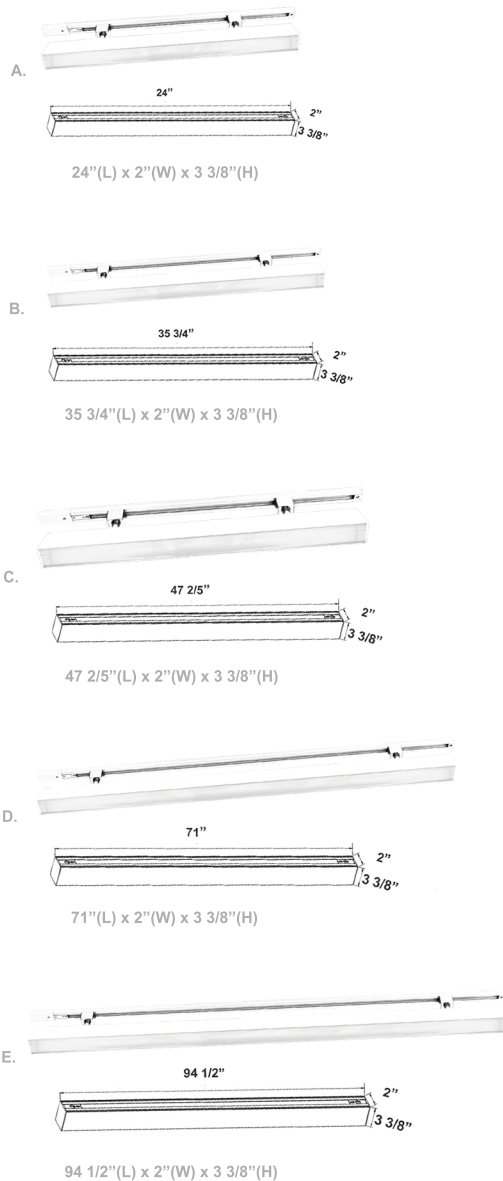 A.
24”
2”
3 3/8”
24”(L) x 2”(W) x 3 3/8”(H)
B.
35 3/4”
2”
3 3/8”
35 3/4”(L) x 2”(W) x 3 3/8”(H)
C.
47 2/5”
2”
3 3/8”
47 2/5”(L) x 2”(W) x 3 3/8”(H)
D.
71”
2”
3 3/8”
71”(L) x 2”(W) x 3 3/8”(H)
E.
94 1/2”
2”
3 3/8”
94 1/2”(L) x 2”(W) x 3 3/8”(H)